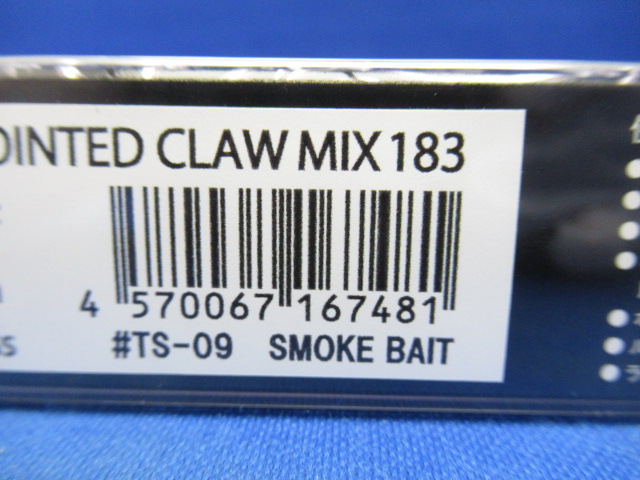 OINTED CLAW MIX 183
4 570067 167481
#TS-09 SMOKE BAIT